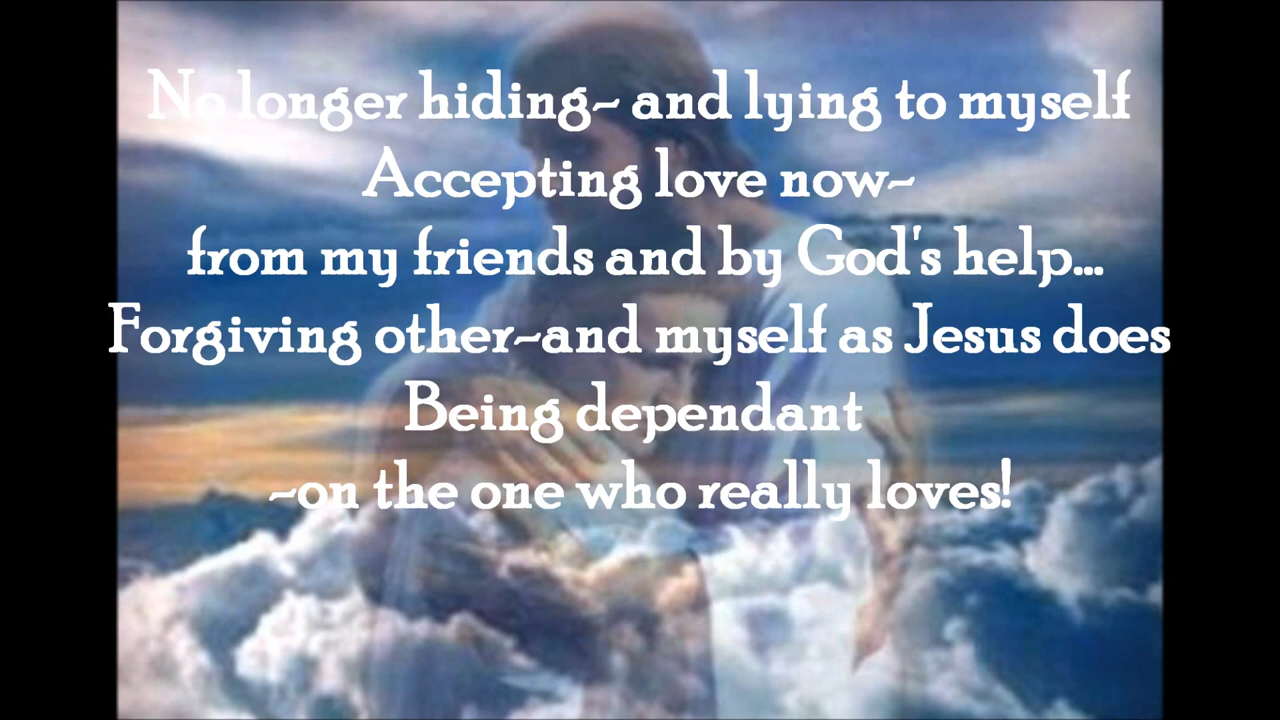 No longer hiding~ and lying to myself
Accepting love now~
from my friends and by God's help...
Forgiving other~and myself as Jesus does
Being dependant
~on the one who really loves!